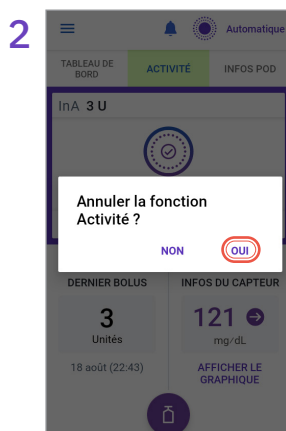 2
Automatique
TABLEAU DE
BORD
ACTIVITÉ
INFOS POD
InA 3 U
Annuler la fonction
Activité ?
NON
OUI
DERNIER BOLUS
INFOS DU CAPTEUR
3
Unités
121
mg/dL
18 août (22:43)
AFFICHER LE
GRAPHIQUE